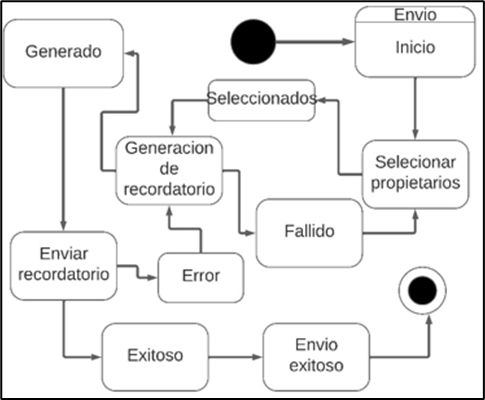 Envio
Inicio
Generado
Seleccionados
Generacion
de
recordatorio
Selecionar
propietarios
Fallido
Enviar
recordatorio
Error
Exitoso
Envio
exitoso